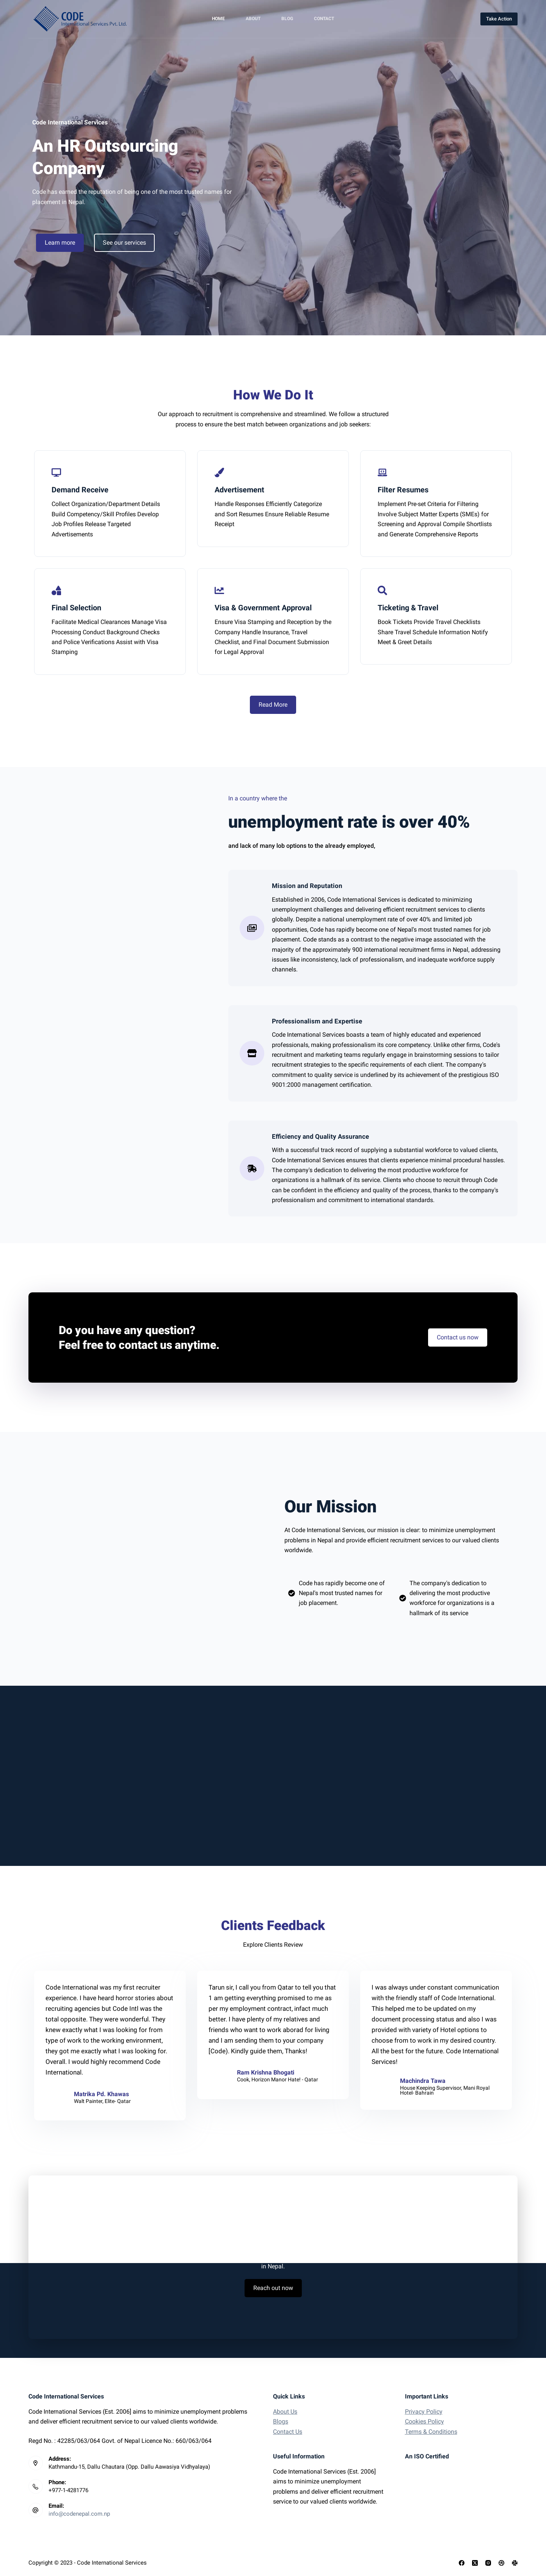 CODE
International Services Pvt. Ltd.
HOME
ABOUT
BLOG
CONTACT
Take Action
Code International Services
An HR Outsourcing
Company
Code has earned the reputation of being one of the most trusted names for
placement in Nepal.
Learn more
See our services
How We Do It
Our approach to recruitment is comprehensive and streamlined. We follow a structured
process to ensure the best match between organizations and job seekers:
Demand Receive
Collect Organization/Department Details
Build Competency/Skill Profiles Develop
Job Profiles Release Targeted
Advertisements
Advertisement
Handle Responses Efficiently Categorize
and Sort Resumes Ensure Reliable Resume
Receipt
Filter Resumes
Implement Pre-set Criteria for Filtering
Involve Subject Matter Experts (SMEs) for
Screening and Approval Compile Shortlists
and Generate Comprehensive Reports
Final Selection
Facilitate Medical Clearances Manage Visa
Processing Conduct Background Checks
and Police Verifications Assist with Visa
Stamping
Visa & Government Approval
Ensure Visa Stamping and Reception by the
Company Handle Insurance, Travel
Checklist, and Final Document Submission
for Legal Approval
Ticketing & Travel
Book Tickets Provide Travel Checklists
Share Travel Schedule Information Notify
Meet & Greet Details
Read More
In a country where the
unemployment rate is over 40%
and lack of many lob options to the already employed,
Mission and Reputation
Established in 2006, Code International Services is dedicated to minimizing
unemployment challenges and delivering efficient recruitment services to clients
globally. Despite a national unemployment rate of over 40% and limited job
opportunities, Code has rapidly become one of Nepal's most trusted names for job
placement. Code stands as a contrast to the negative image associated with the
majority of the approximately 900 international recruitment firms in Nepal, addressing
issues like inconsistency, lack of professionalism, and inadequate workforce supply
channels.
Professionalism and Expertise
Code International Services boasts a team of highly educated and experienced
professionals, making professionalism its core competency. Unlike other firms, Code's
recruitment and marketing teams regularly engage in brainstorming sessions to tailor
recruitment strategies to the specific requirements of each client. The company's
commitment to quality service is underlined by its achievement of the prestigious ISO
9001:2000 management certification.
Efficiency and Quality Assurance
With a successful track record of supplying a substantial workforce to valued clients,
Code International Services ensures that clients experience minimal procedural hassles.
The company's dedication to delivering the most productive workforce for
organizations is a hallmark of its service. Clients who choose to recruit through Code
can be confident in the efficiency and quality of the process, thanks to the company's
professionalism and commitment to international standards.
Do you have any question?
Feel free to contact us anytime.
Contact us now
Our Mission
At Code International Services, our mission is clear: to minimize unemployment
problems in Nepal and provide efficient recruitment services to our valued clients
worldwide.
Code has rapidly become one of
Nepal's most trusted names for
job placement.
The company's dedication to
delivering the most productive
workforce for organizations is a
hallmark of its service
Clients Feedback
Explore Clients Review
Code International was my first recruiter
experience. I have heard horror stories about
recruiting agencies but Code Intl was the
total opposite. They were wonderful. They
knew exactly what I was looking for from
type of work to the working environment,
they got me exactly what I was looking for.
Overall. I would highly recommend Code
International.
Matrika Pd. Khawas
Walt Painter, Elite- Qatar
Tarun sir, I call you from Qatar to tell you that
1 am getting everything promised to me as
per my employment contract, infact much
better. I have plenty of my relatives and
friends who want to work aborad for living
and I am sending them to your company
[Code). Kindly guide them, Thanks!
Ram Krishna Bhogati
Cook, Horizon Manor Hatel' - Qatar
I was always under constant communication
with the friendly staff of Code International.
This helped me to be updated on my
document processing status and also I was
provided with variety of Hotel options to
choose from to work in my desired country.
All the best for the future. Code International
Services!
Machindra Tawa
House Keeping Supervisor, Mani Royal
Hotel- Bahrain
in Nepal.
Reach out now
Code International Services
Code International Services (Est. 2006] aims to minimize unemployment problems
and deliver efficient recruitment service to our valued clients worldwide.
Regd No. : 42285/063/064 Govt. of Nepal Licence No.: 660/063/064
Address:
Kathmandu-15, Dallu Chautara (Opp. Dallu Aawasiya Vidhyalaya)
Phone:
+977-1-4281776
Email:
info@codenepal.com.np
Quick Links
About Us
Blogs
Contact Us
Important Links
Privacy Policy
Cookies Policy
Terms & Conditions
Useful Information
Code International Services (Est. 2006]
aims to minimize unemployment
problems and deliver efficient recruitment
service to our valued clients worldwide.
An ISO Certified
Copyright © 2023 - Code International Services